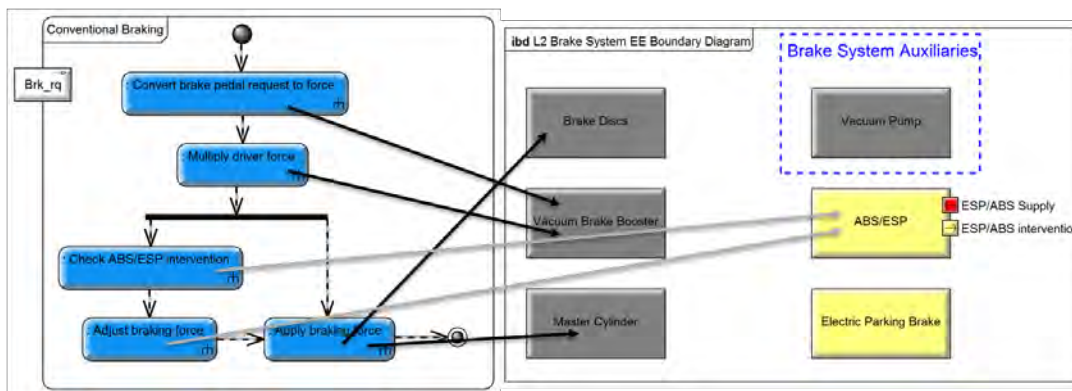 Conventional Braking
Brk_rq
: Convert brake pedal request to force
: Multiply driver force
: Check ABS/ESP intervention
: Adjust braking force
: Apply braking force
ibd L2 Brake System EE Boundary Diagram
Brake System Auxiliaries
Brake Discs
Vacuum Pump
Vacuum Brake Booster
ABS/ESP
ESP/ABS Supply
ESP/ABS interventio
Master Cylinder
Electric Parking Brake